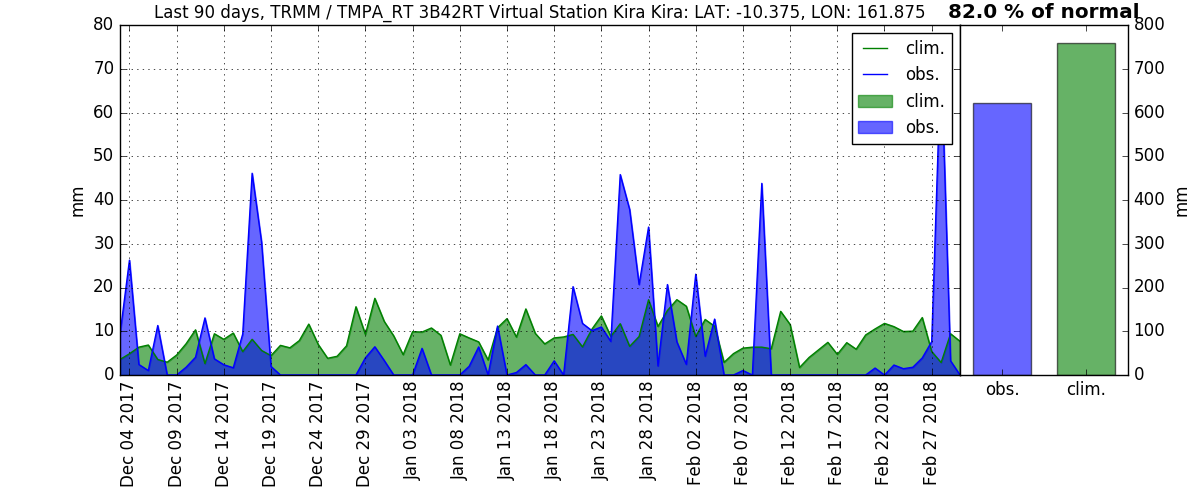 Last 90 days, TRMM / TMPA_RT 3B42RT Virtual Station Kira Kira: LAT: -10.375, LON: 161.875
82.0 % of normal
80
70
60
50
40
30
20
10
0
mm
clim.
obs.
clim.
obs.
800
700
600
500
400
300
200
100
0
mm
Dec 04 2017
Dec 09 2017
Dec 14 2017
Dec 19 2017
Dec 24 2017
Dec 29 2017
Jan 03 2018
Jan 08 2018
Jan 13 2018
Jan 18 2018
Jan 23 2018
Jan 28 2018
Feb 02 2018
Feb 07 2018
Feb 12 2018
Feb 17 2018
Feb 22 2018
Feb 27 2018
obs.
clim.